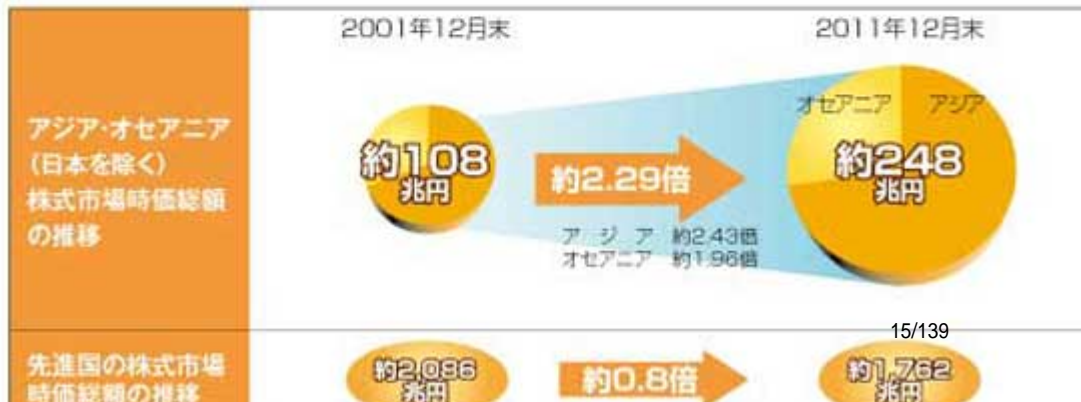 2001年12月末
2011年12月末
アジア・オセアニア
(日本を除く)
株式市場時価総額
の推移
約108
兆円
約2.29倍
ア ジ ア 約2.43倍
オセアニア 約1.96倍
オセアニア アジア
約248
兆円
15/139
先進国の株式市場
時価総額の推移
約2,086
兆円
約0.8倍
約1,762
兆円